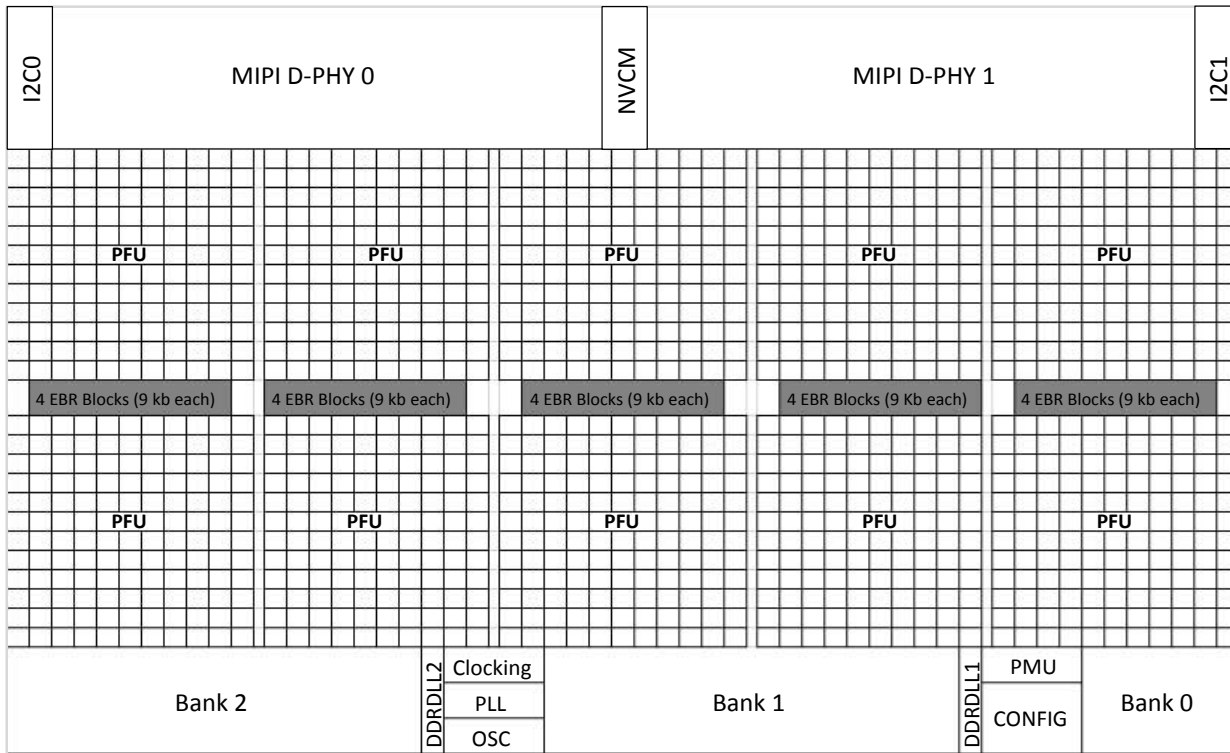 I2C0
MIPI D-PHY 0
NVCM
MIPI D-PHY 1
I2C1
PFU
PFU
PFU
PFU
PFU
4 EBR Blocks (9 kb each)
4 EBR Blocks (9 kb each)
4 EBR Blocks (9 kb each)
4 EBR Blocks (9 Kb each)
4 EBR Blocks (9 kb each)
PFU
PFU
PFU
PFU
PFU
Bank 2
DDRDLL2
Clocking
PLL
OSC
Bank 1
DDRDLL1
PMU
CONFIG
Bank 0